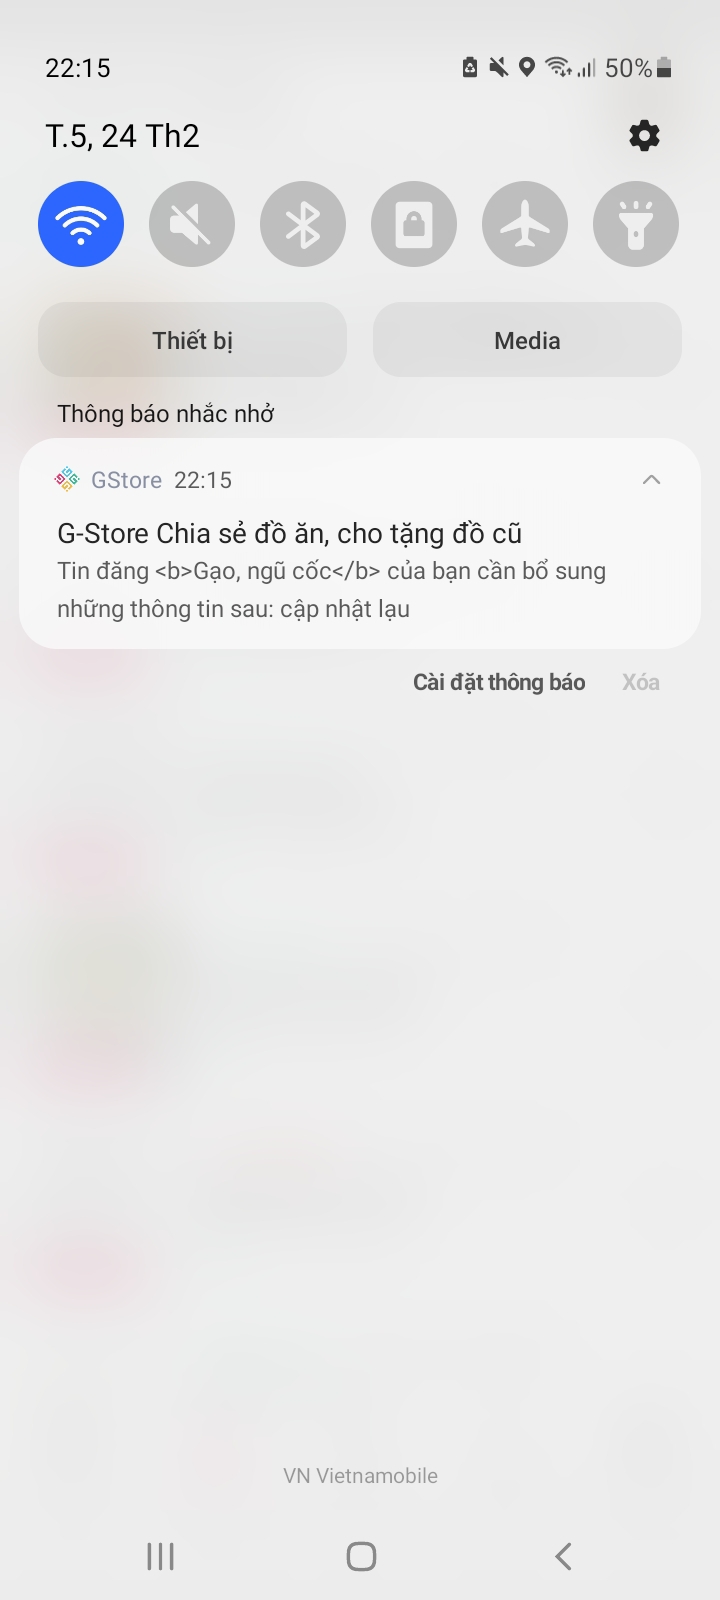 22:15
50%
T.5, 24 Th2
Thiết bị
Media
Thông báo nhắc nhở
GStore 22:15
G-Store Chia sẻ đồ ăn, cho tặng đồ cũ
Tin đăng <b>Gạo, ngũ cốc</b> của bạn cần bổ sung
những thông tin sau: cập nhật lạu
Cài đặt thông báo
Xóa
VN Vietnamobile